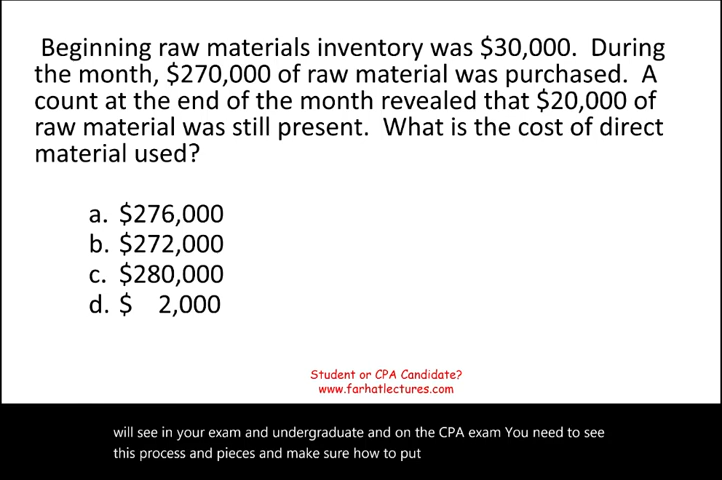 Beginning raw materials inventory was $30,000. During
the month, $270,000 of raw material was purchased. A
count at the end of the month revealed that $20,000 of
raw material was still present. What is the cost of direct
material used?
a. $276,000
b. $272,000
c. $280,000
d. $ 2,000
Student or CPA Candidate?
www.farhatlectures.com
will see in your exam and undergraduate and on the CPA exam You need to see
this process and pieces and make sure how to put